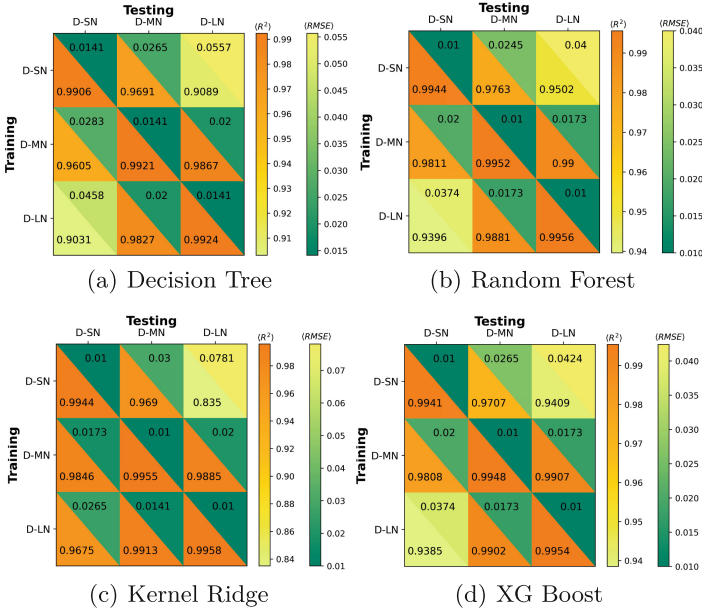 Testing
D-SN D-MN D-LN (R²) (RMSE)
D-SN 0.0141 0.0265 0.0557
0.9906 0.9691 0.9089
D-MN 0.0283 0.0141 0.02
0.9605 0.9921 0.9867
D-LN 0.0458 0.02 0.0141
0.9031 0.9827 0.9924
Training
0.99 0.98 0.97 0.96 0.95 0.94 0.93 0.92 0.91
0.055 0.050 0.045 0.040 0.035 0.030 0.025 0.020 0.015
(a) Decision Tree
Testing
D-SN D-MN D-LN (R²) (RMSE)
D-SN 0.01 0.0245 0.04
0.9944 0.9763 0.9502
D-MN 0.02 0.01 0.0173
0.9811 0.9952 0.99
D-LN 0.0374 0.0173 0.01
0.9396 0.9881 0.9956
Training
0.99 0.98 0.97 0.96 0.95 0.94
0.040 0.035 0.030 0.025 0.020 0.015 0.010
(b) Random Forest
Testing
D-SN D-MN D-LN (R²) (RMSE)
D-SN 0.01 0.03 0.0781
0.9944 0.969 0.835
D-MN 0.0173 0.01 0.02
0.9846 0.9955 0.9885
D-LN 0.0265 0.0141 0.01
0.9675 0.9913 0.9958
Training
0.98 0.96 0.94 0.92 0.90 0.88 0.86 0.84
0.07 0.06 0.05 0.04 0.03 0.02 0.01
(c) Kernel Ridge
Testing
D-SN D-MN D-LN (R²) (RMSE)
D-SN 0.01 0.0265 0.0424
0.9941 0.9707 0.9409
D-MN 0.02 0.01 0.0173
0.9808 0.9948 0.9907
D-LN 0.0374 0.0173 0.01
0.9385 0.9902 0.9954
Training
0.99 0.98 0.97 0.96 0.95 0.94
0.040 0.035 0.030 0.025 0.020 0.015 0.010
(d) XG Boost